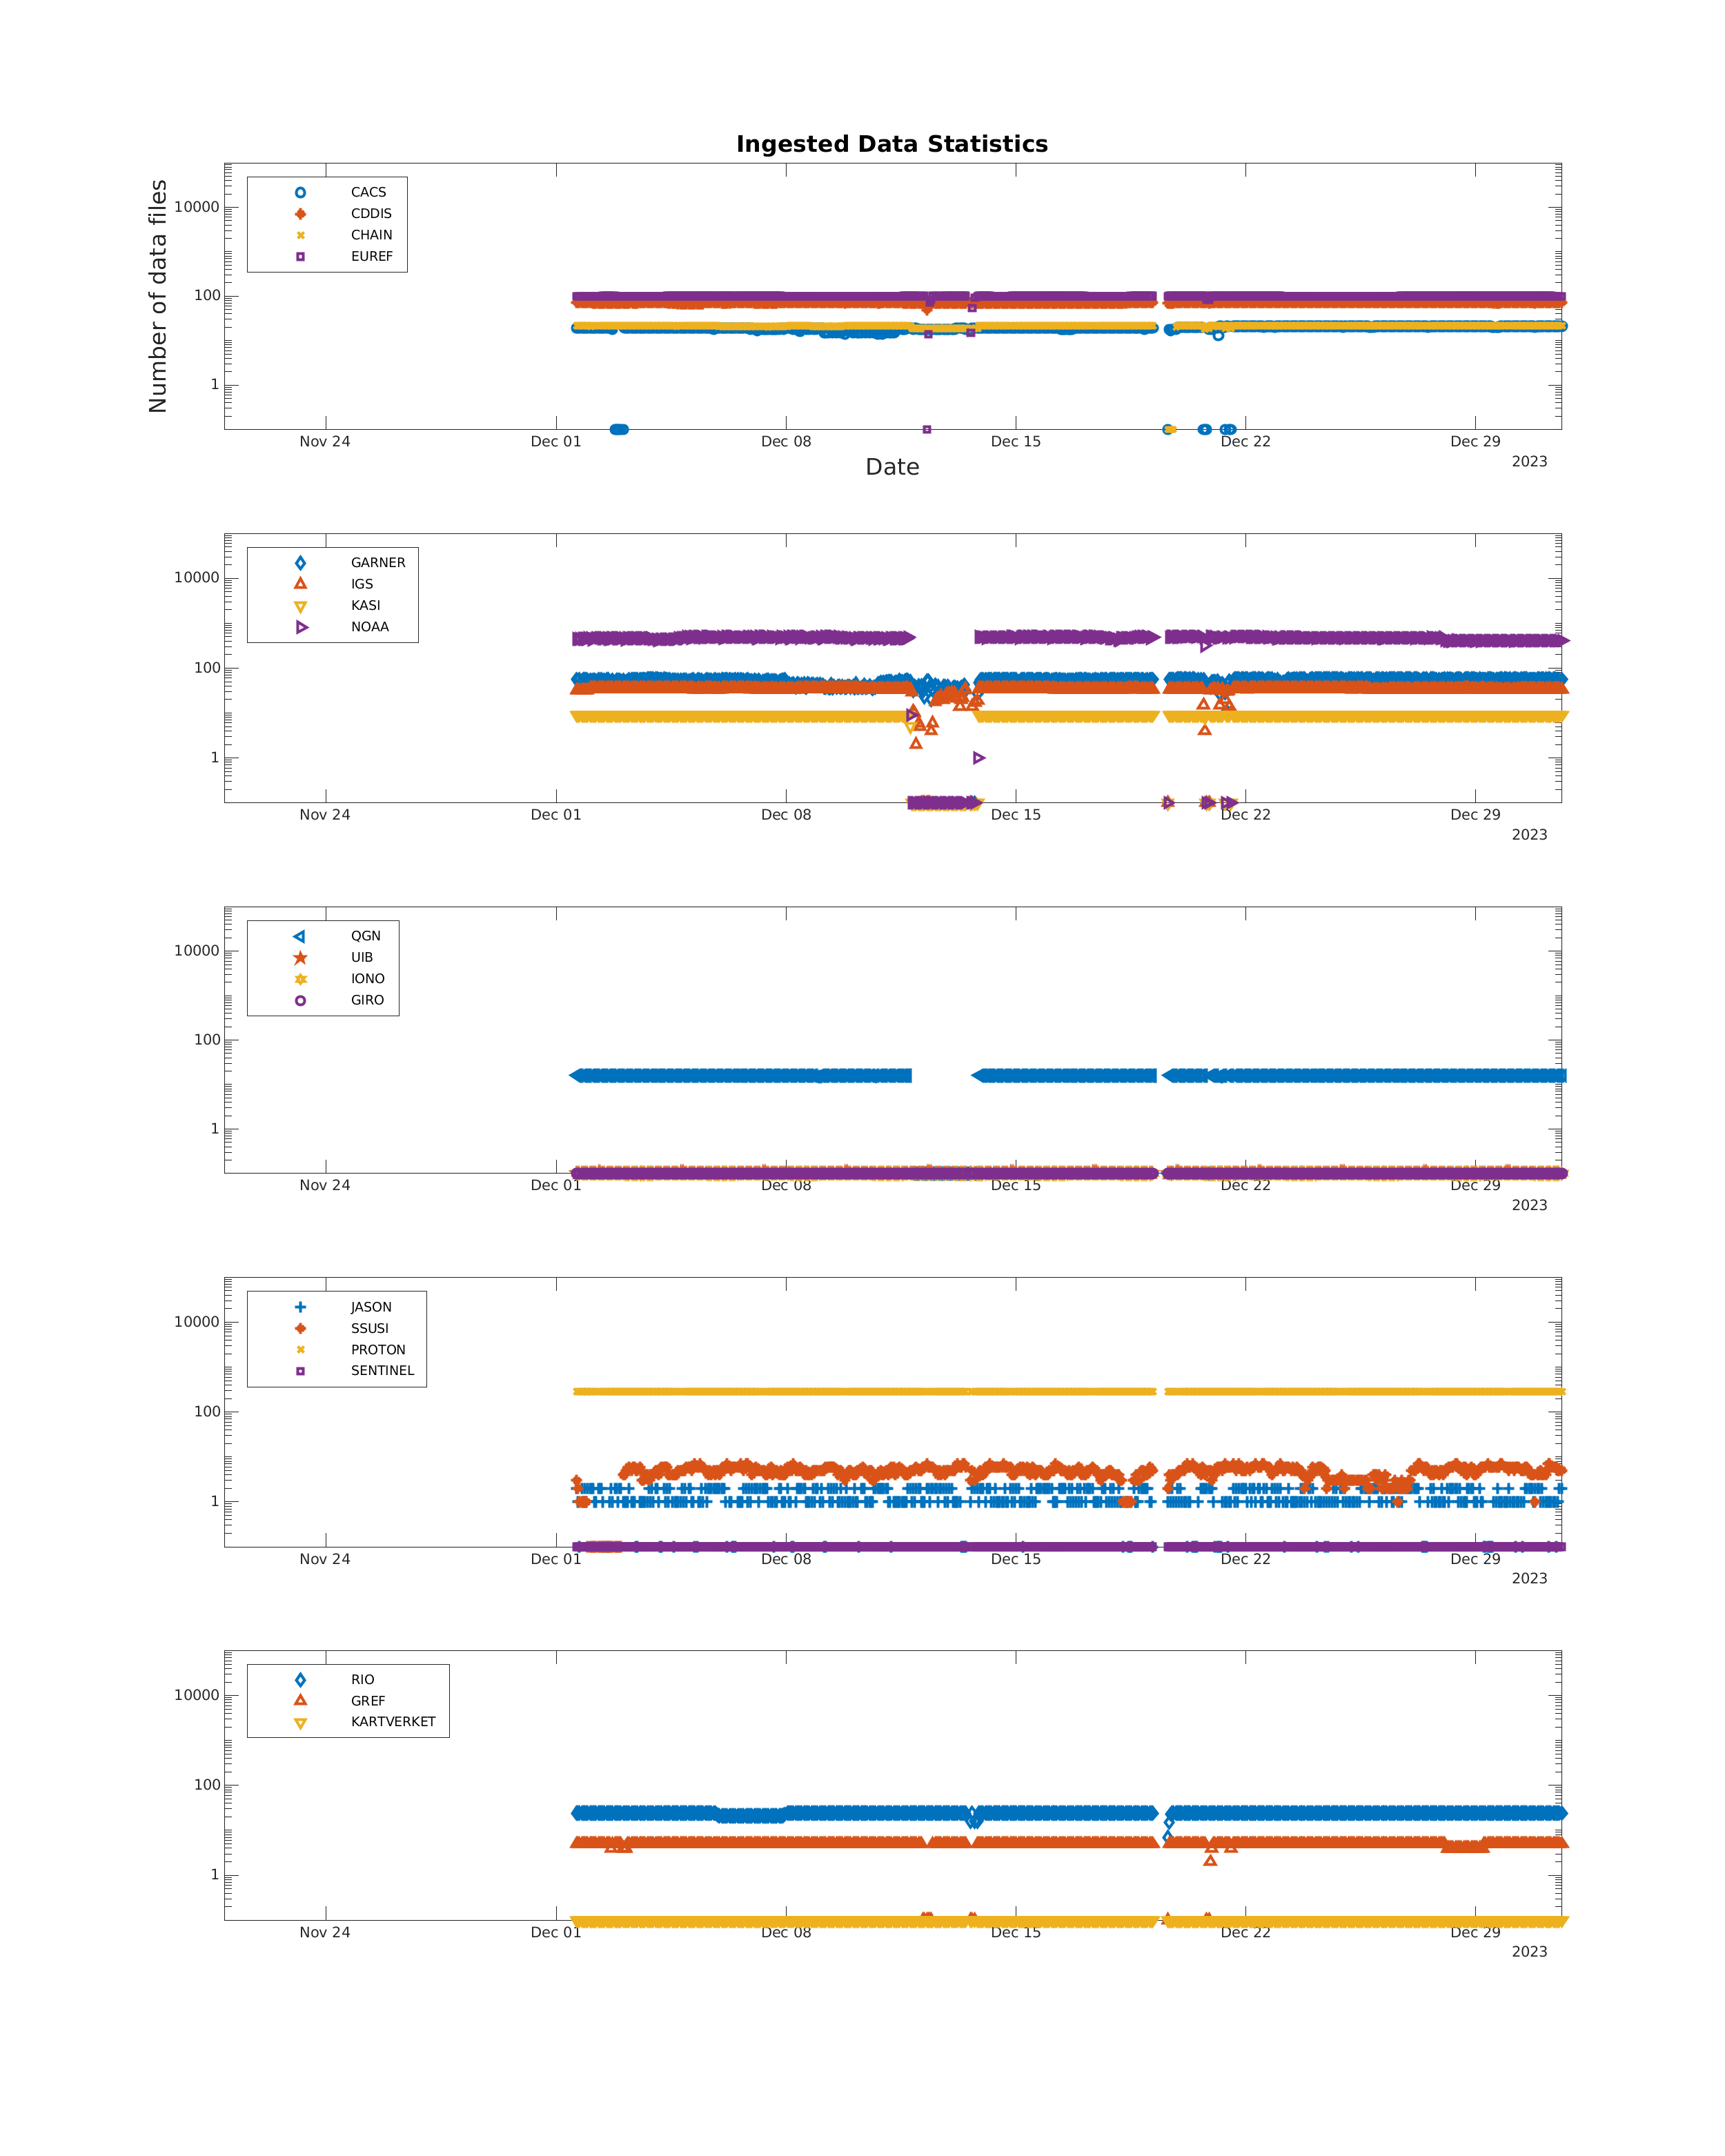 Ingested Data Statistics
Number of data files
CACS
CDDIS
CHAIN
EUREF
10000
100
1
Nov 24 Dec 01 Dec 08 Dec 15 Dec 22 Dec 29
2023
Date
GARNER
IGS
KASI
NOAA
10000
100
1
Nov 24 Dec 01 Dec 08 Dec 15 Dec 22 Dec 29
2023
QGN
UIB
IONO
GIRO
10000
100
1
Nov 24 Dec 01 Dec 08 Dec 15 Dec 22 Dec 29
2023
JASON
SSUSI
PROTON
SENTINEL
10000
100
1
Nov 24 Dec 01 Dec 08 Dec 15 Dec 22 Dec 29
2023
RIO
GREF
KARTVERKET
10000
100
1
Nov 24 Dec 01 Dec 08 Dec 15 Dec 22 Dec 29
2023